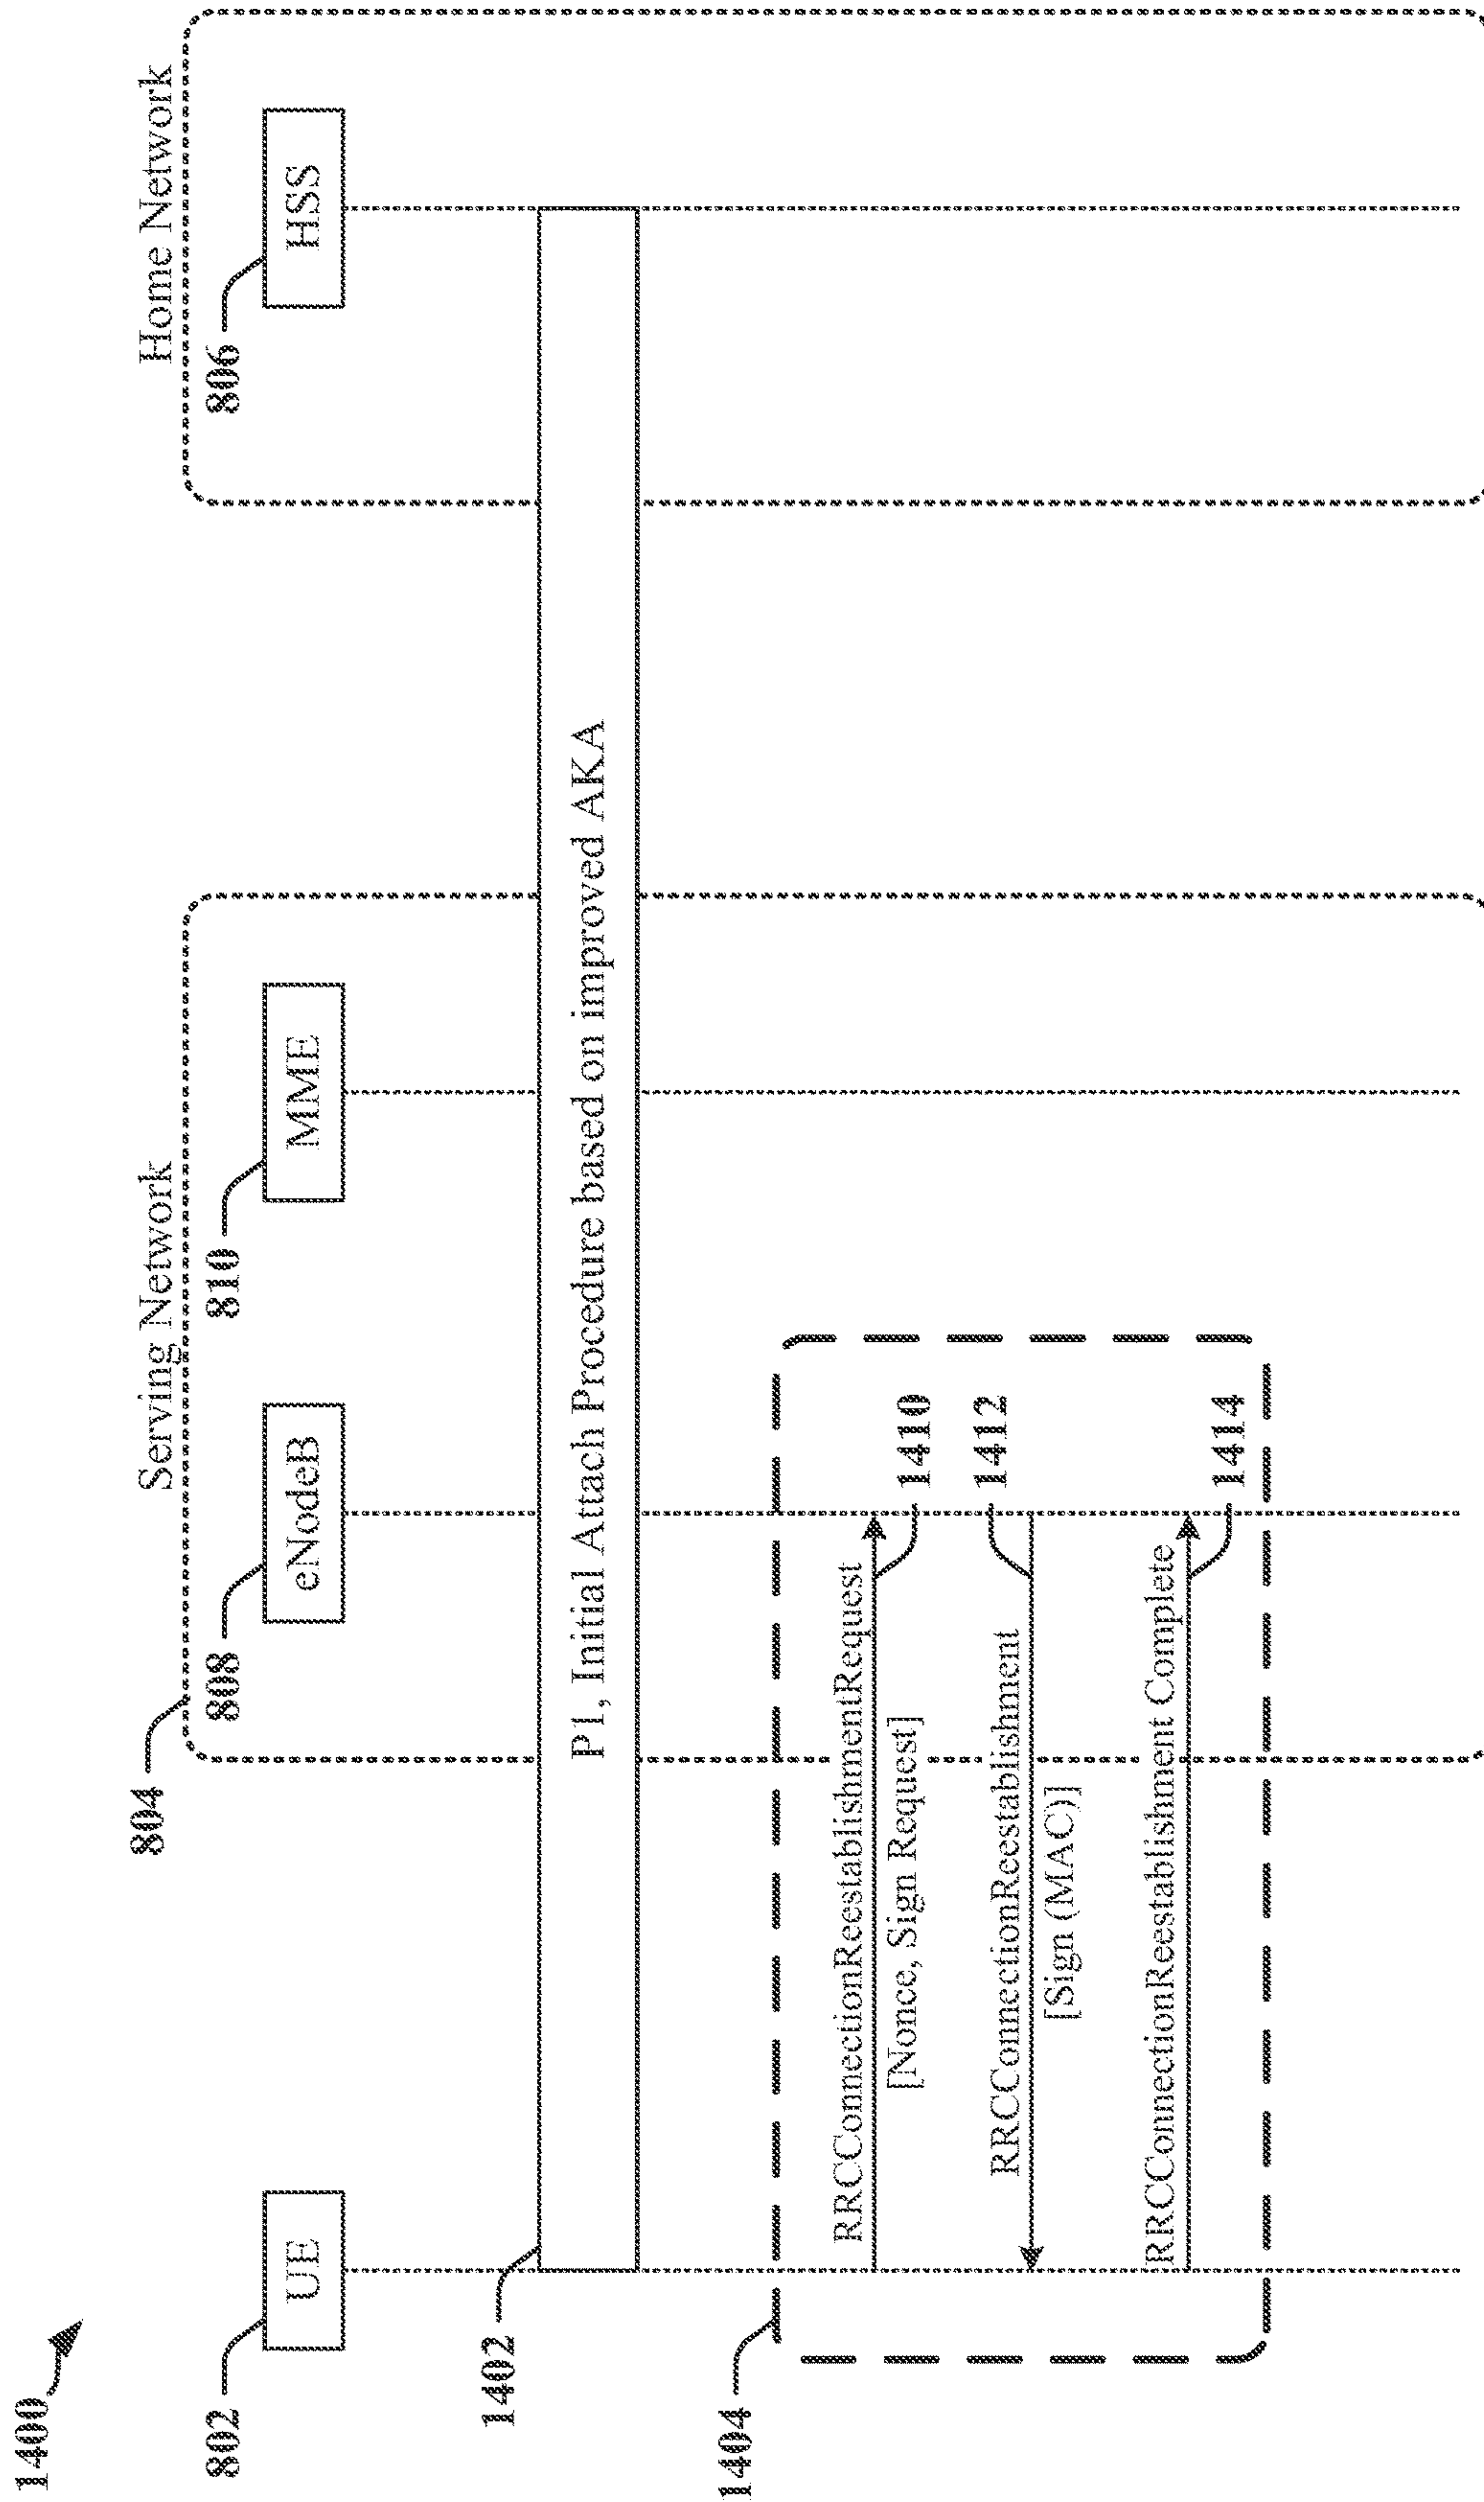 1400
Serving Network
Home Network
804
802
UE
808
eNodeB
810
MME
806
HSS
1402
P1, Initial Attach Procedure based on improved AKA
1404
RRCConnectionReestablishmentRequest
[Nonce, Sign Request]
1410
RRCConnectionReestablishment
[Sign (MAC)]
1412
RRCConnectionReestablishment Complete
1414